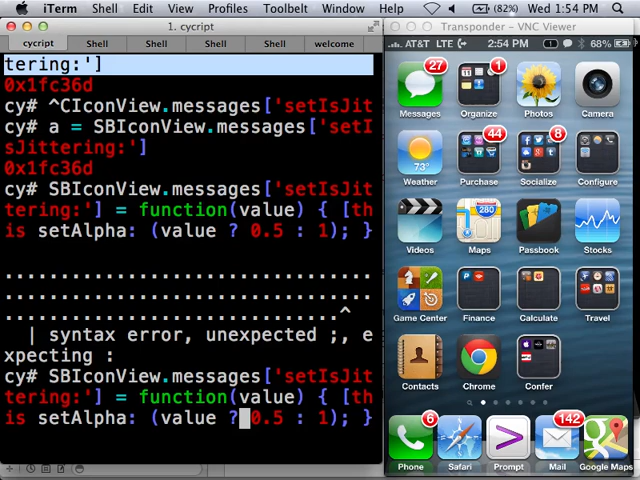 iTerm Shell Edit View Profiles Toolbelt Window Help (82%) Wed 1:54 PM
1. cycript
cycript Shell Shell Shell Shell welcome
tering:']
0x1fc36d
cy# ^CIconView.messages['setIsJit
cy# a = SBIconView.messages['setI
sJittering:']
0x1fc36d
cy# SBIconView.messages['setIsJit
tering:'] = function(value) { [th
is setAlpha: (value ? 0.5 : 1); }
.................................
.................................
..............................^
| syntax error, unexpected ;, e
xpecting :
cy# SBIconView.messages['setIsJit
tering:'] = function(value) { [th
is setAlpha: (value ? 0.5 : 1); }
Transponder - VNC Viewer
AT&T LTE 2:54 PM 1 68%
27 1
Messages Organize Photos Camera
73° 44 8
Weather Purchase Socialize Configure
280
Videos Maps Passbook Stocks
Game Center Finance Calculate Travel
Contacts Chrome Confer
6 142
Phone Safari Prompt Mail Google Maps